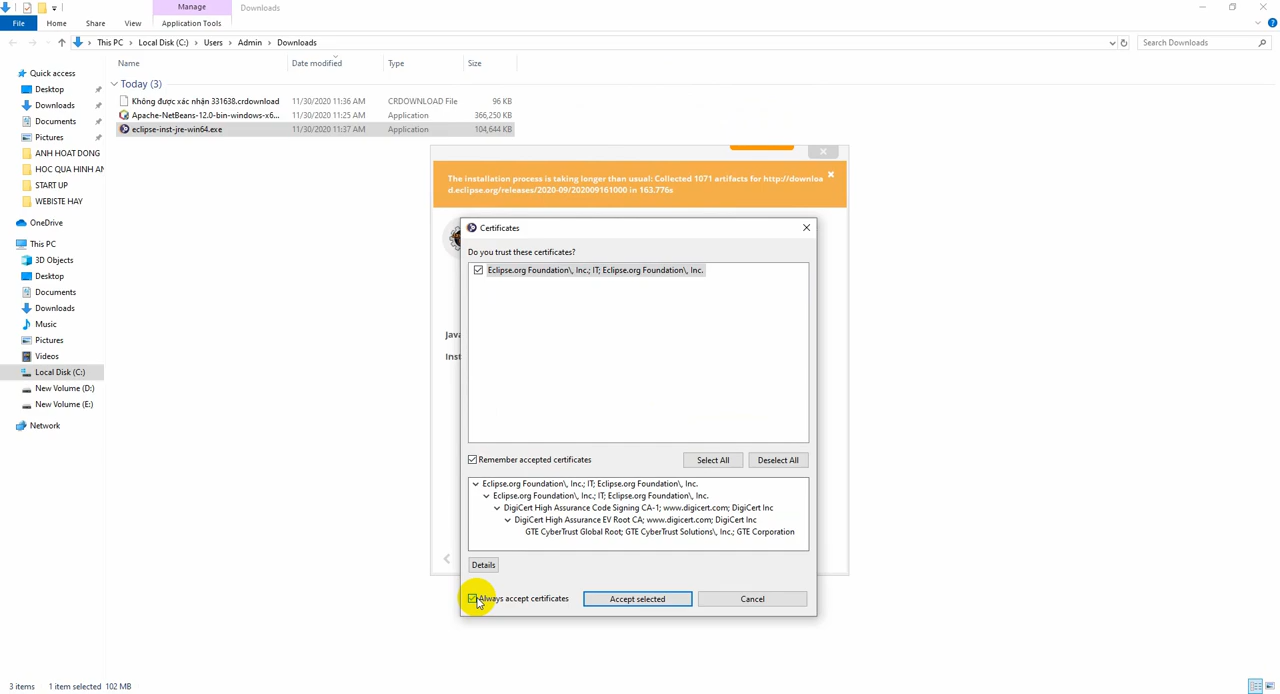 Manage
Downloads
File
Home
Share
View
Application Tools
This PC > Local Disk (C:) > Users > Admin > Downloads
Search Downloads
Name
Date modified
Type
Size
Quick access
Desktop
Downloads
Documents
Pictures
ANH HOAT DONG
HOC QUA HINH AN
START UP
WEBISTE HAY
OneDrive
This PC
3D Objects
Desktop
Documents
Downloads
Music
Pictures
Videos
Local Disk (C:)
New Volume (D:)
New Volume (E:)
Network
Today (3)
Không được xác nhận 331638.crdownload 11/30/2020 11:36 AM CRDOWNLOAD File 96 KB
Apache-NetBeans-12.0-bin-windows-x6... 11/30/2020 11:25 AM Application 366,250 KB
eclipse-inst-jre-win64.exe 11/30/2020 11:37 AM Application 104,644 KB
The installation process is taking longer than usual: Collected 1071 artifacts for http://downloa
d.eclipse.org/releases/2020-09/202009161000 in 163.776s
Java
Inst
Certificates
Do you trust these certificates?
Eclipse.org Foundation\, Inc.; IT; Eclipse.org Foundation\, Inc.
Remember accepted certificates
Select All
Deselect All
Eclipse.org Foundation\, Inc.; IT; Eclipse.org Foundation\, Inc.
Eclipse.org Foundation\, Inc.; IT; Eclipse.org Foundation\, Inc.
DigiCert High Assurance Code Signing CA-1; www.digicert.com; DigiCert Inc
DigiCert High Assurance EV Root CA; www.digicert.com; DigiCert Inc
GTE CyberTrust Global Root; GTE CyberTrust Solutions\, Inc.; GTE Corporation
Details
Always accept certificates
Accept selected
Cancel
3 items
1 item selected 102 MB